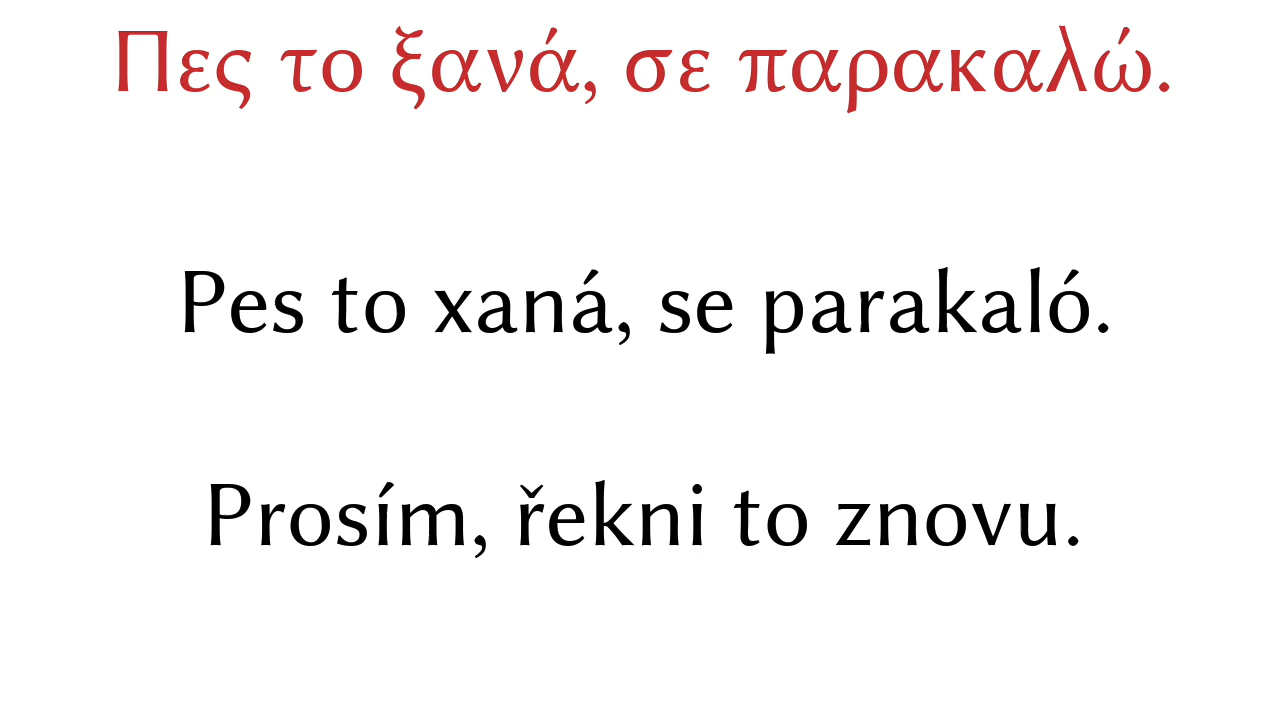 Πες το ξανά, σε παρακαλώ.
Pes to xaná, se parakaló.
Prosím, řekni to znovu.